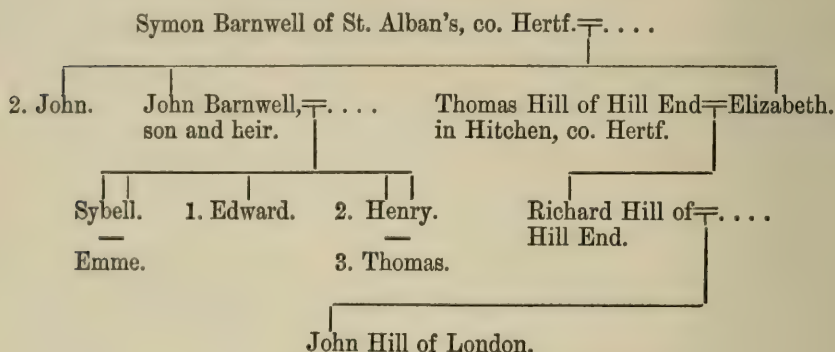 Symon Barnwell of St. Alban's, co. Hertf.=....
2. John. John Barnwell,=.... Thomas Hill of Hill End=Elizabeth.
son and heir. in Hitchen, co. Hertf.
Sybell. 1. Edward. 2. Henry. Richard Hill of=....
Hill End.
Emme. 3. Thomas.
John Hill of London.